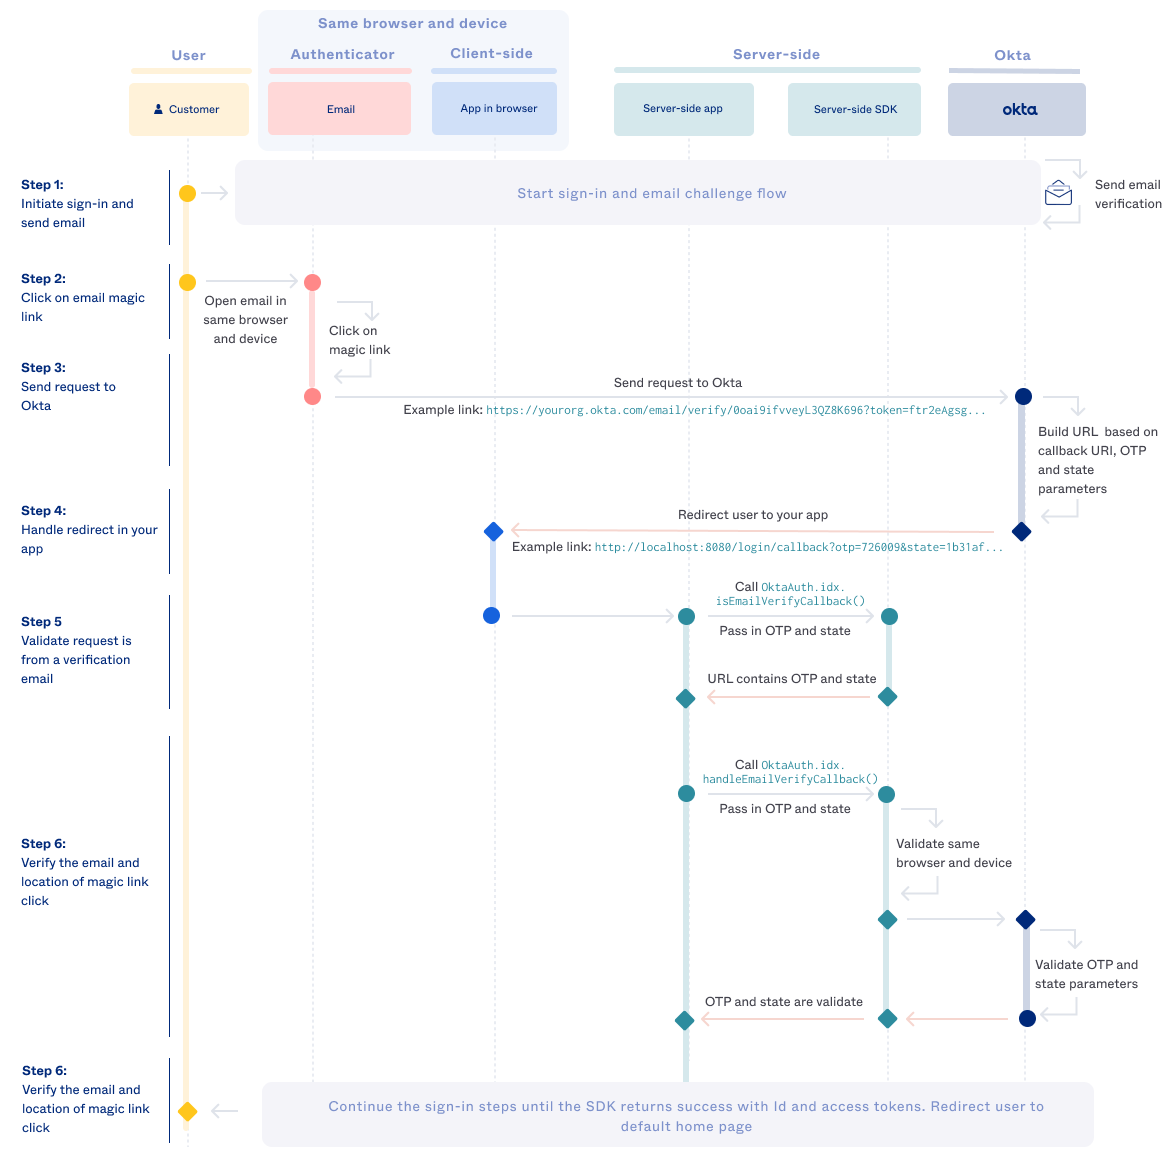 Same browser and device
User
Authenticator
Client-side
Server-side
Okta
Customer
Email
App in browser
Server-side app
Server-side SDK
okta
Step 1:
Initiate sign-in and
send email
Start sign-in and email challenge flow
Send email
verification
Step 2:
Click on email magic
link
Open email in
same browser
and device
Click on
magic link
Step 3:
Send request to
Okta
Send request to Okta
Example link: https://yourorg.okta.com/email/verify/0oai9ifvveyL3QZ8K696?token=ftr2eAgsg...
Build URL based on
callback URI, OTP
and state
parameters
Step 4:
Handle redirect in your
app
Redirect user to your app
Example link: http://localhost:8080/login/callback?otp=726009&state=1b31af...
Step 5
Validate request is
from a verification
email
Call OktaAuth.idx.
isEmailVerifyCallback()
Pass in OTP and state
URL contains OTP and state
Call OktaAuth.idx.
handleEmailVerifyCallback()
Pass in OTP and state
Step 6:
Verify the email and
location of magic link
click
Validate same
browser and device
Validate OTP and
state parameters
OTP and state are validate
Step 6:
Verify the email and
location of magic link
click
Continue the sign-in steps until the SDK returns success with Id and access tokens. Redirect user to
default home page